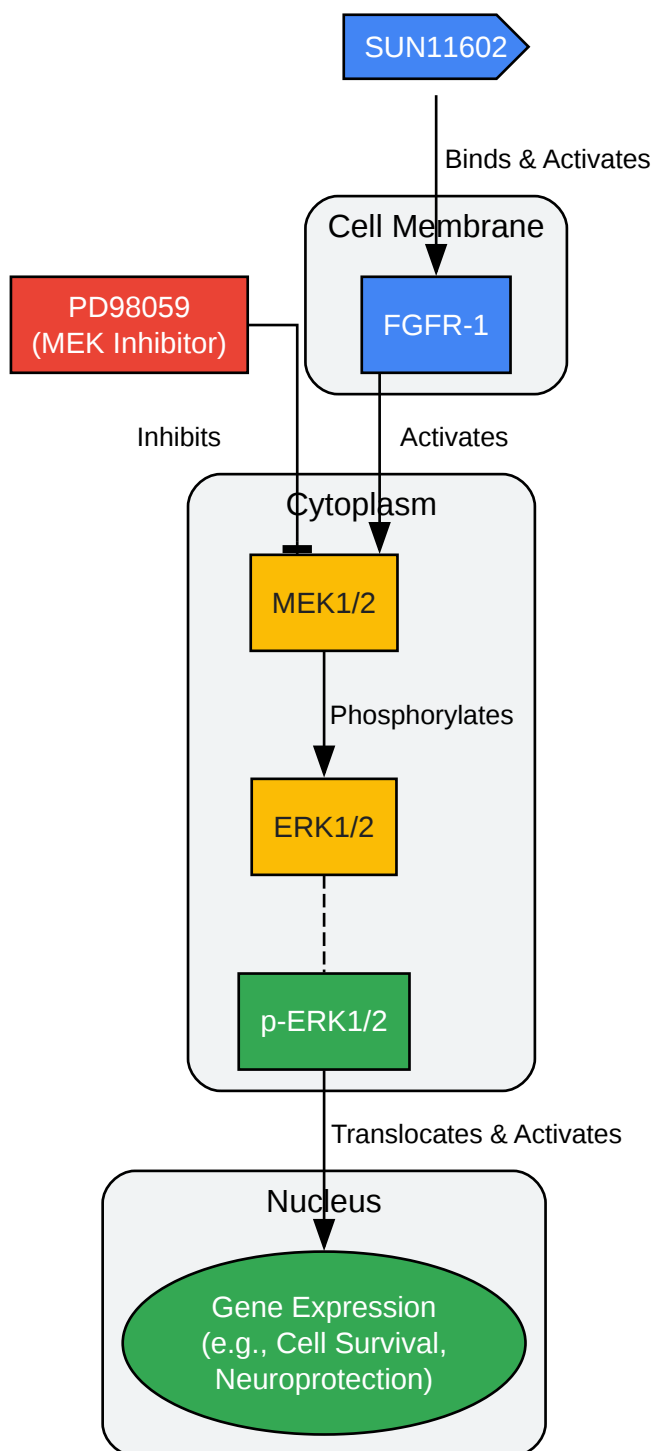 SUN11602
Binds & Activates
Cell Membrane
PD98059
(MEK Inhibitor)
FGFR-1
Inhibits
Activates
Cytoplasm
MEK1/2
Phosphorylates
ERK1/2
p-ERK1/2
Translocates & Activates
Nucleus
Gene Expression
(e.g., Cell Survival,
Neuroprotection)